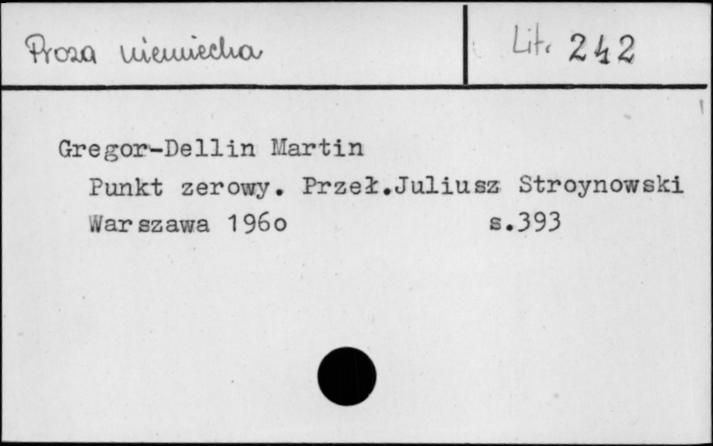 Proza niemiecka
Lit. 242
Gregor-Dellin Martin
Punkt zerowy. Przeł.Juliusz Stroynowski
Warszawa 196o s.393